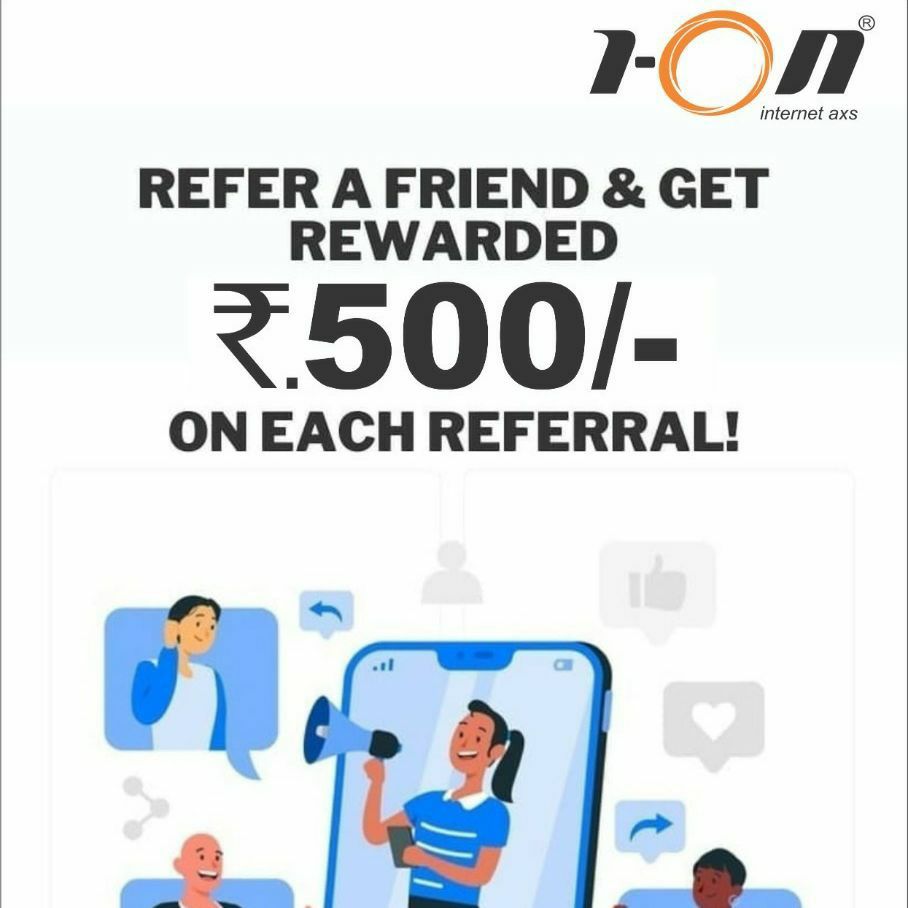 I-ON®
internet axs
REFER A FRIEND & GET
REWARDED
₹.500/-
ON EACH REFERRAL!